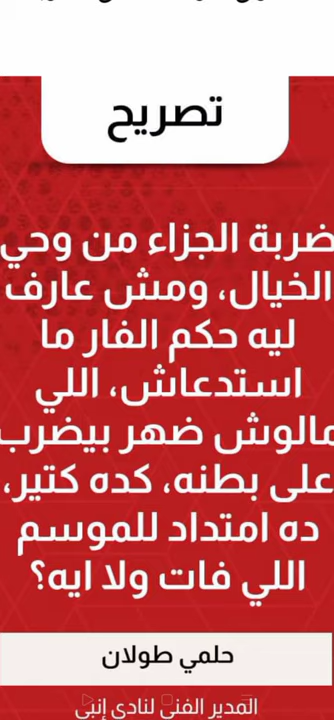 تصريح
ضربة الجزاء من وحي
الخيال، ومش عارف
ليه حكم الفار ما
استدعاش، اللي
مالوش ضهر بيضرب
على بطنه، كده كتير،
ده امتداد للموسم
اللي فات ولا ايه؟
حلمي طولان
المدير الفني لنادي إنبي